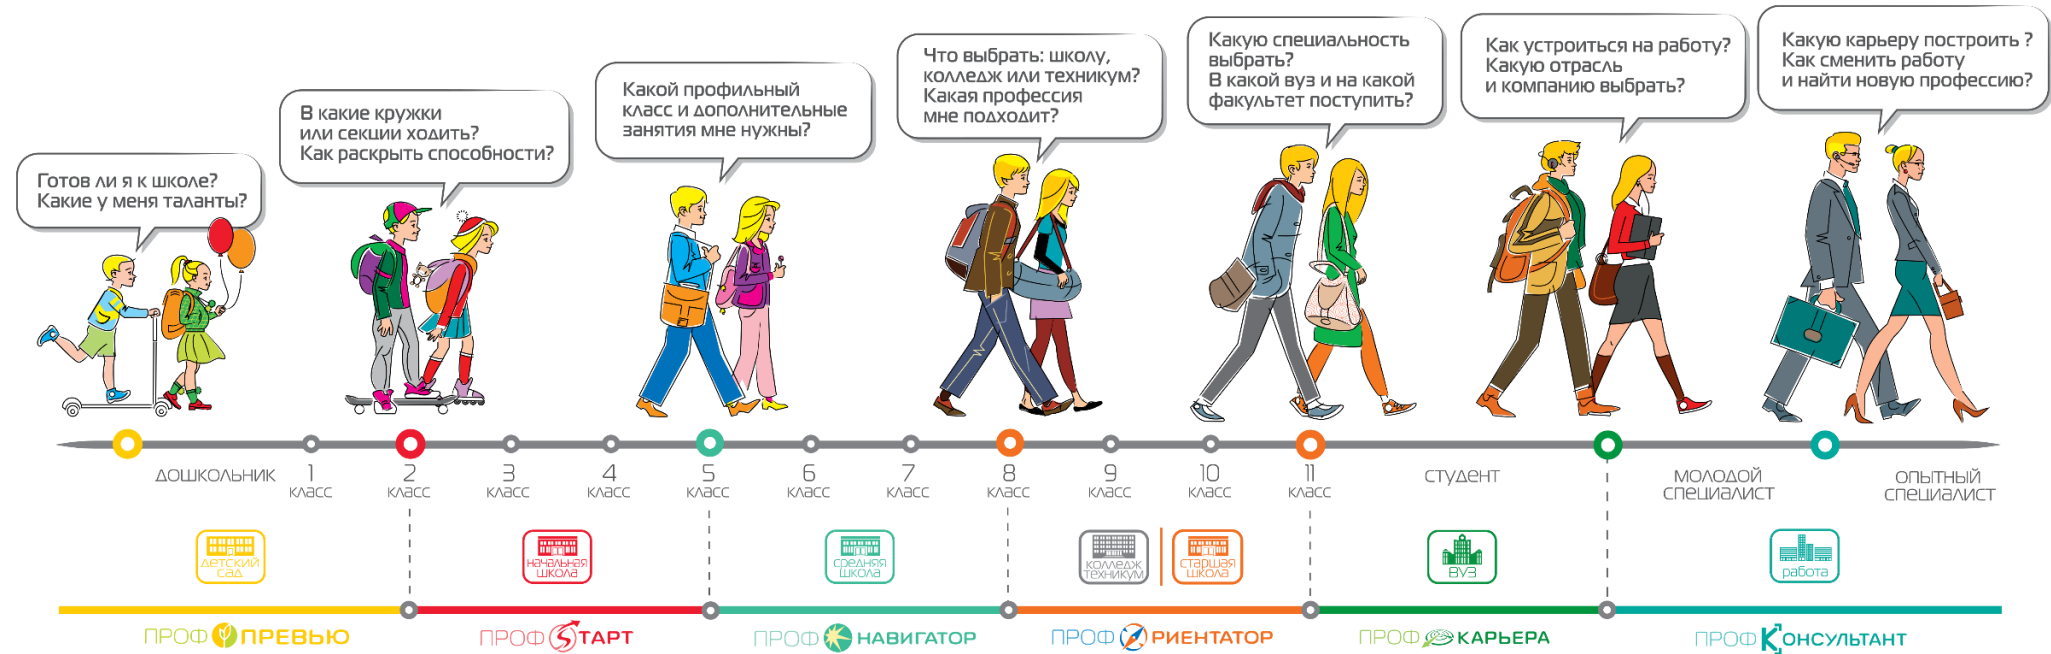 Готов ли я к школе?
Какие у меня таланты?
В какие кружки
или секции ходить?
Как раскрыть способности?
Какой профильный
класс и дополнительные
занятия мне нужны?
Что выбрать: школу,
колледж или техникум?
Какая профессия
мне подходит?
Какую специальность
выбрать?
В какой вуз и на какой
факультет поступить?
Как устроиться на работу?
Какую отрасль
и компанию выбрать?
Какую карьеру построить ?
Как сменить работу
и найти новую профессию?
дошкольник
1
класс
2
класс
3
класс
4
класс
5
класс
6
класс
7
класс
8
класс
9
класс
10
класс
11
класс
студент
молодой
специалист
опытный
специалист
детский
сад
начальная
школа
средняя
школа
колледж
техникум
старшая
школа
ВУЗ
работа
ПРОФ ПРЕВЬЮ
ПРОФ SТАРТ
ПРОФ НАВИГАТОР
ПРОФ ОРИЕНТАТОР
ПРОФ КАРЬЕРА
ПРОФ КОНСУЛЬТАНТ